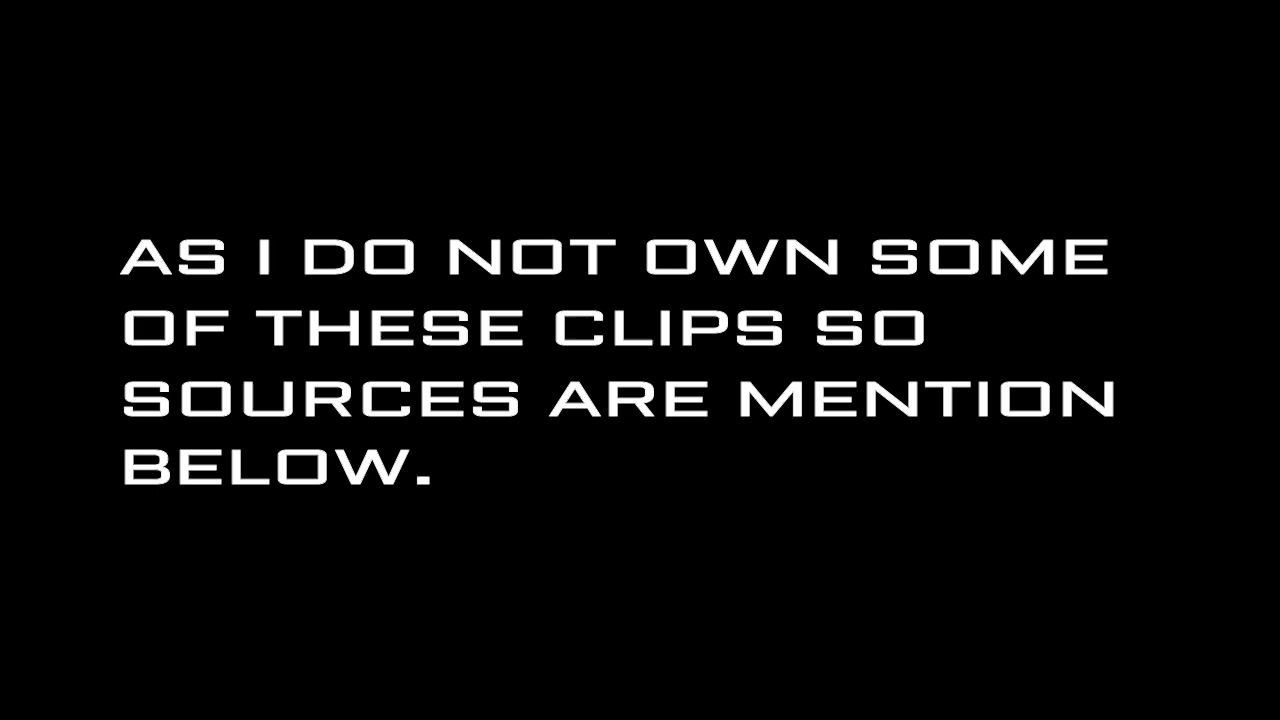 AS I DO NOT OWN SOME
OF THESE CLIPS SO
SOURCES ARE MENTION
BELOW.